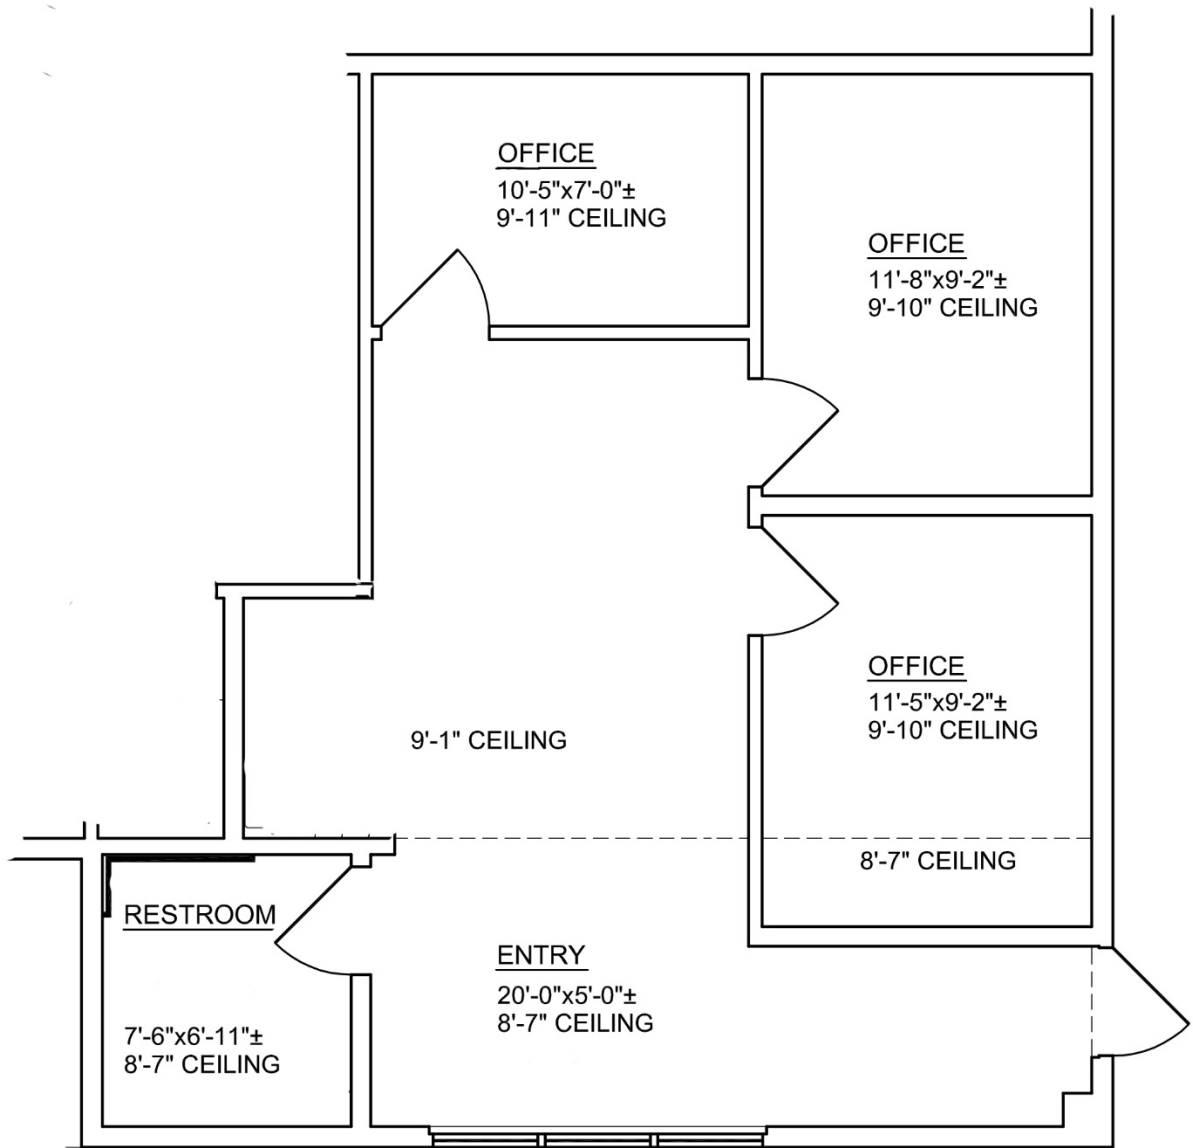 OFFICE
10'-5"x7'-0"±
9'-11" CEILING
OFFICE
11'-8"x9'-2"±
9'-10" CEILING
OFFICE
11'-5"x9'-2"±
9'-10" CEILING
9'-1" CEILING
8'-7" CEILING
RESTROOM
7'-6"x6'-11"±
8'-7" CEILING
ENTRY
20'-0"x5'-0"±
8'-7" CEILING